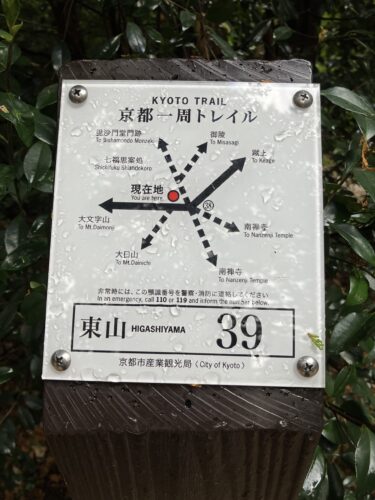 KYOTO TRAIL
京都一周トレイル
毘沙門堂門跡
To Bishamondo Monzeki
御陵
To Misasagi
蹴上
To Keage
七福思案処
Shichifuku Shiandokoro
現在地
You are here.
38
大文字山
To Mt.Daimonji
南禅寺
To Nanzenji Temple
大日山
To Mt.Dainichi
南禅寺
To Nanzenji Temple
非常時には、この標識番号を警察・消防に連絡してください。
In an emergency, call 110 or 119 and inform the number below.
東山 HIGASHIYAMA 39
京都市産業観光局 (City of Kyoto)